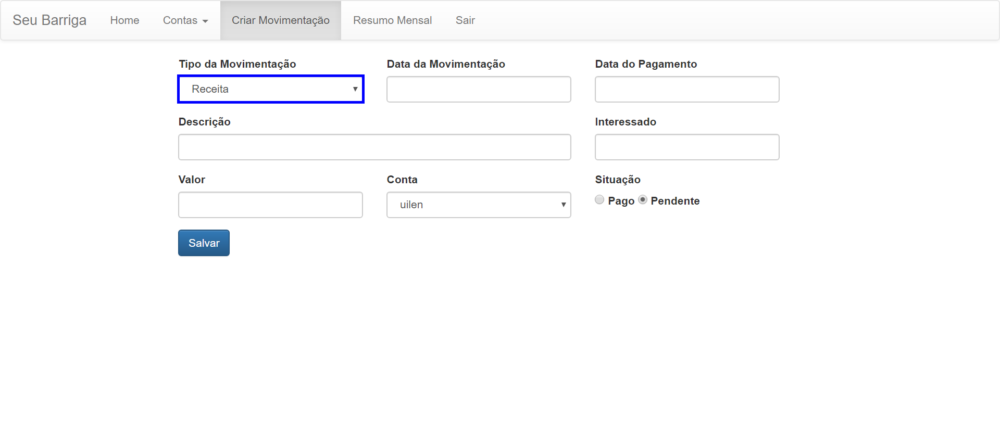 Seu Barriga Home Contas Criar Movimentação Resumo Mensal Sair
Tipo da Movimentação Data da Movimentação Data do Pagamento
Receita
Descrição Interessado
Valor Conta Situação
uilen Pago Pendente
Salvar